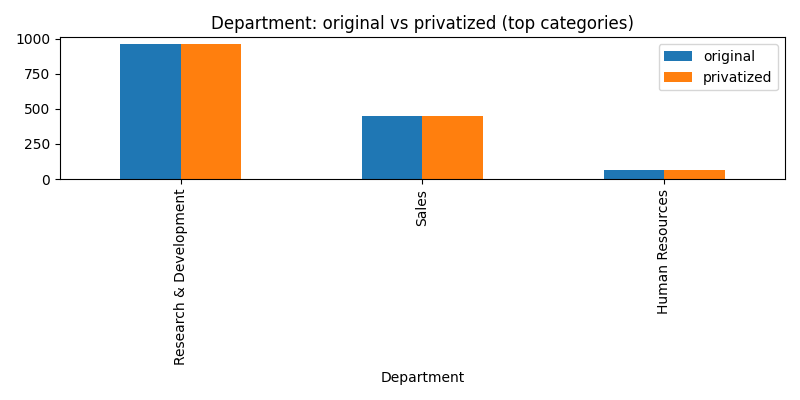 Department: original vs privatized (top categories)
1000
750
500
250
0
original
privatized
Research & Development
Sales
Human Resources
Department